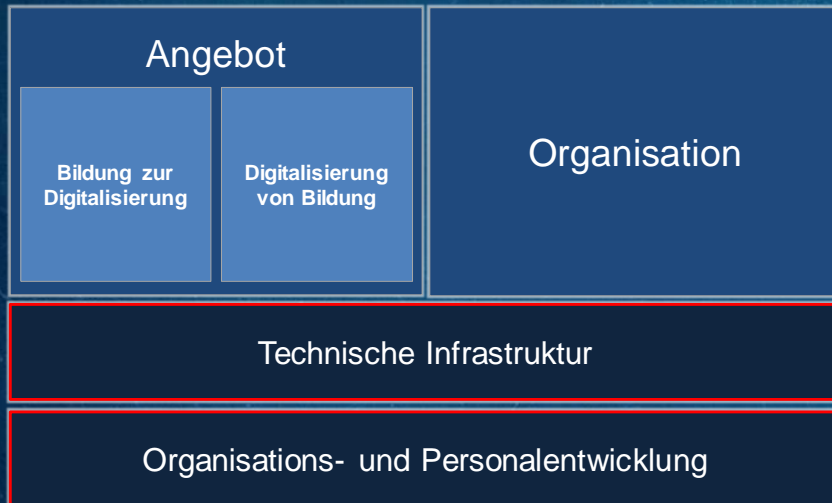 Angebot
Bildung zur
Digitalisierung
Digitalisierung
von Bildung
Organisation
Technische Infrastruktur
Organisations- und Personalentwicklung